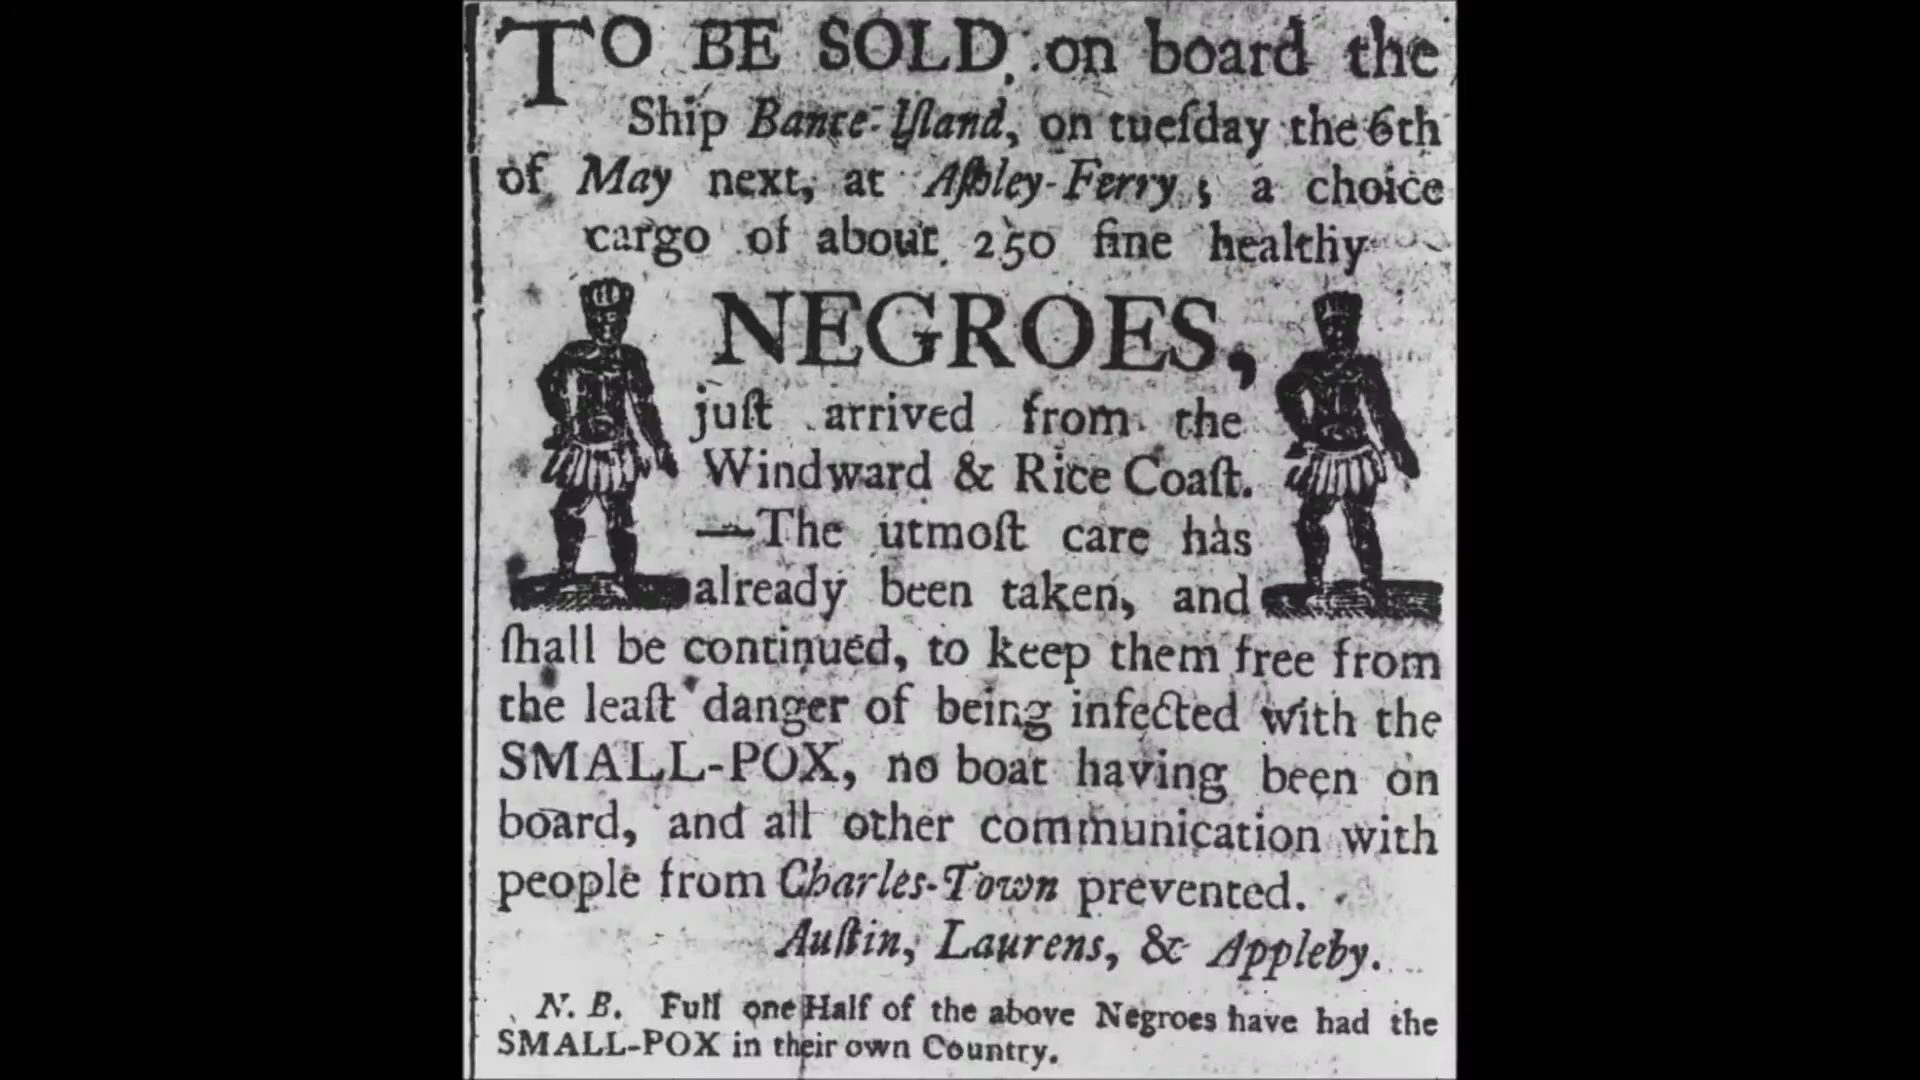 TO BE SOLD, on board the
Ship Bance-Iſland, on tueſday the 6th
of May next, at Aſhley-Ferry; a choice
cargo of about 250 fine healthy
NEGROES,
juſt arrived from the
Windward & Rice Coaſt.
—The utmoſt care has
already been taken, and
ſhall be continued, to keep them free from
the leaſt danger of being infected with the
SMALL-POX, no boat having been on
board, and all other communication with
people from Charles-Town prevented.
Auſtin, Laurens, & Appleby.
N. B. Full one Half of the above Negroes have had the
SMALL-POX in their own Country.